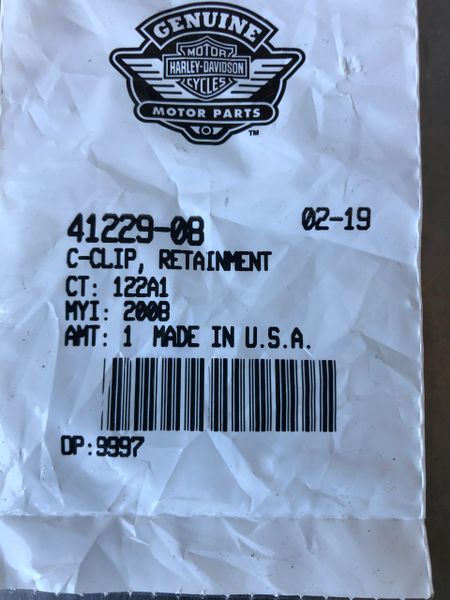 GENUINE
MOTOR
HARLEY-DAVIDSON
CYCLES
MOTOR PARTS
TM
41229-08 02-19
C-CLIP, RETAINMENT
CT: 122A1
MYI: 2008
AMT: 1 MADE IN U.S.A.
DP:9997